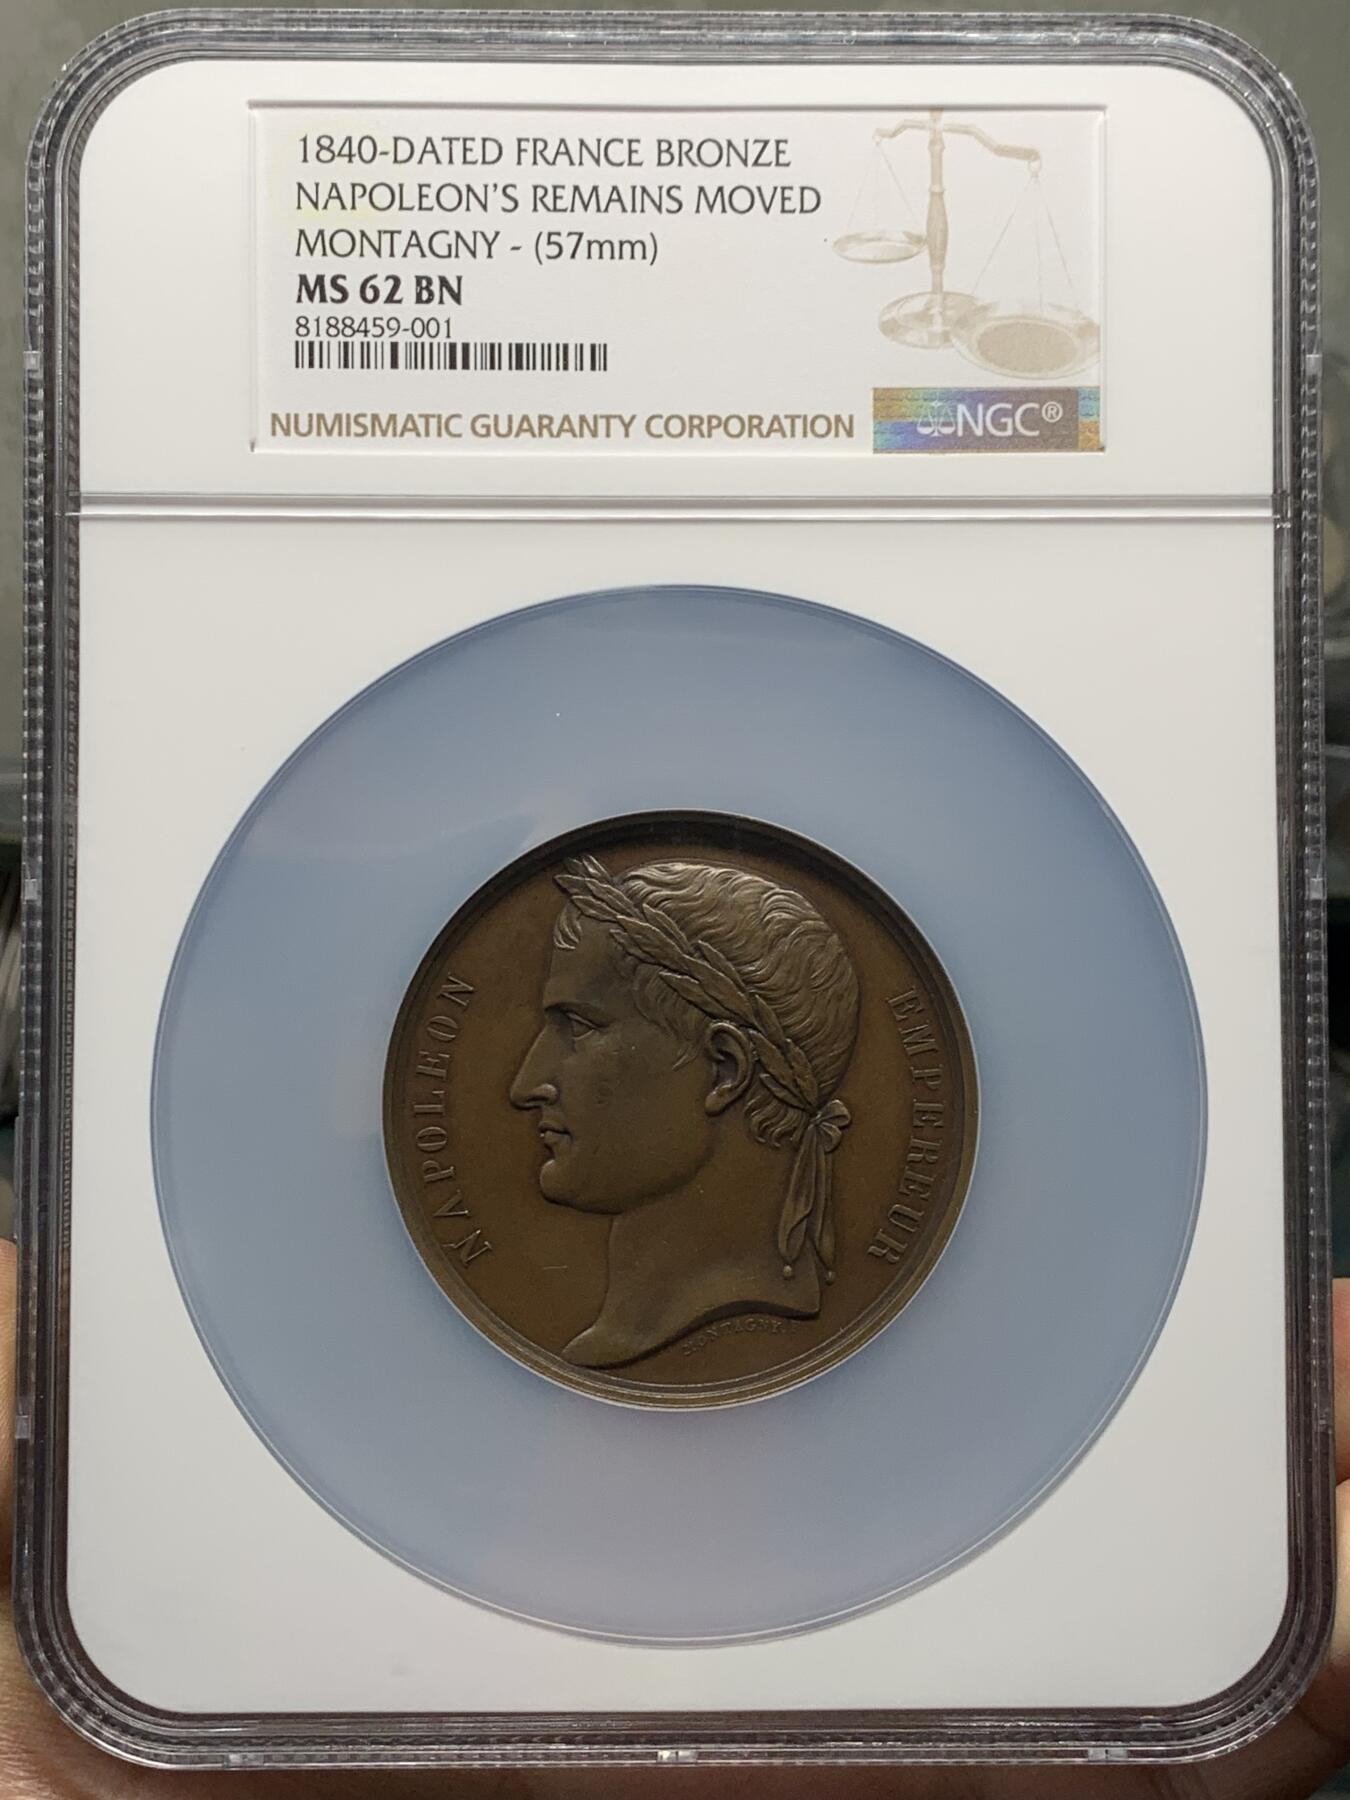 1840-DATED FRANCE BRONZE
NAPOLEON'S REMAINS MOVED
MONTAGNY - (57mm)
MS 62 BN
8188459-001
NUMISMATIC GUARANTY CORPORATION
NGC®
NAPOLEON
EMPEREUR
MONTAGNY.